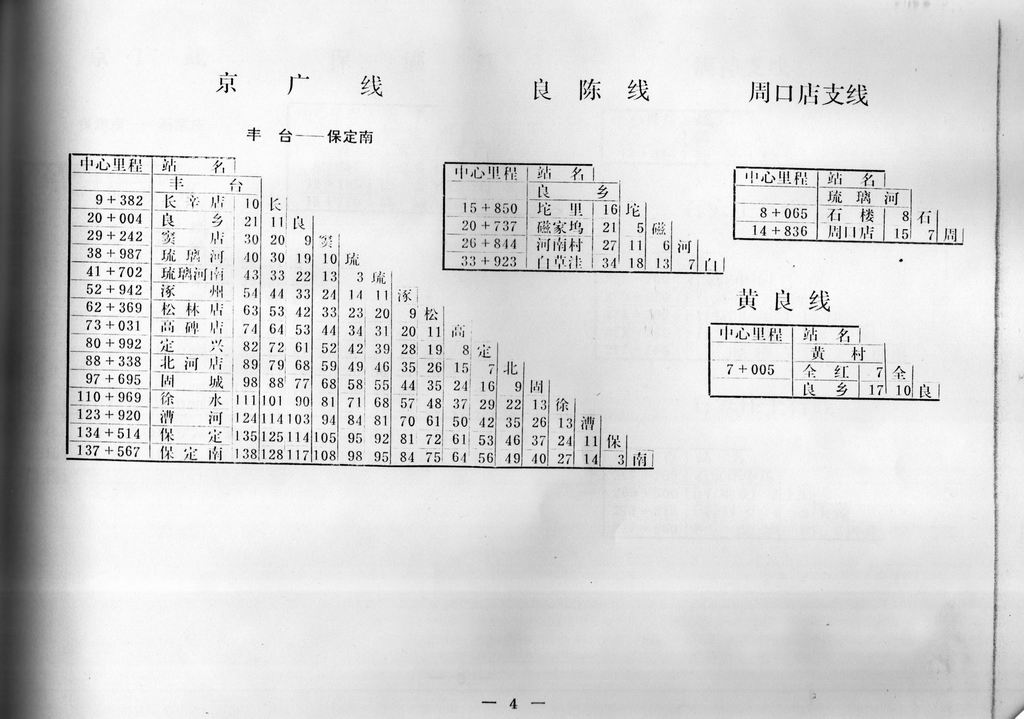 京 广 线
丰 台——保定南
中心里程 站 名
丰 台
9+382 长辛店 10 长
20+004 良 乡 21 11 良
29+242 窦 店 30 20 9 窦
38+987 琉璃河 40 30 19 10 琉
41+702 琉璃河南 43 33 22 13 3 琉
52+942 涿 州 54 44 33 24 14 11 涿
62+369 松林店 63 53 42 33 23 20 9 松
73+031 高碑店 74 64 53 44 34 31 20 11 高
80+992 定 兴 82 72 61 52 42 39 28 19 8 定
88+338 北河店 89 79 68 59 49 46 35 26 15 7 北
97+695 固 城 98 88 77 68 58 55 44 35 24 16 9 固
110+969 徐 水 111 101 90 81 71 68 57 48 37 29 22 13 徐
123+920 漕 河 124 114 103 94 84 81 70 61 50 42 35 26 13 漕
134+514 保 定 135 125 114 105 95 92 81 72 61 53 46 37 24 11 保
137+567 保定南 138 128 117 108 98 95 84 75 64 56 49 40 27 14 3 南
良 陈 线
中心里程 站 名
良 乡
15+850 坨 里 16 坨
20+737 磁家坞 21 5 磁
26+844 河南村 27 11 6 河
33+923 白草洼 34 18 13 7 白
周口店支线
中心里程 站 名
琉璃河
8+065 石 楼 8 石
14+836 周口店 15 7 周
黄 良 线
中心里程 站 名
黄 村
7+005 全 红 7 全
良 乡 17 10 良
— 4 —